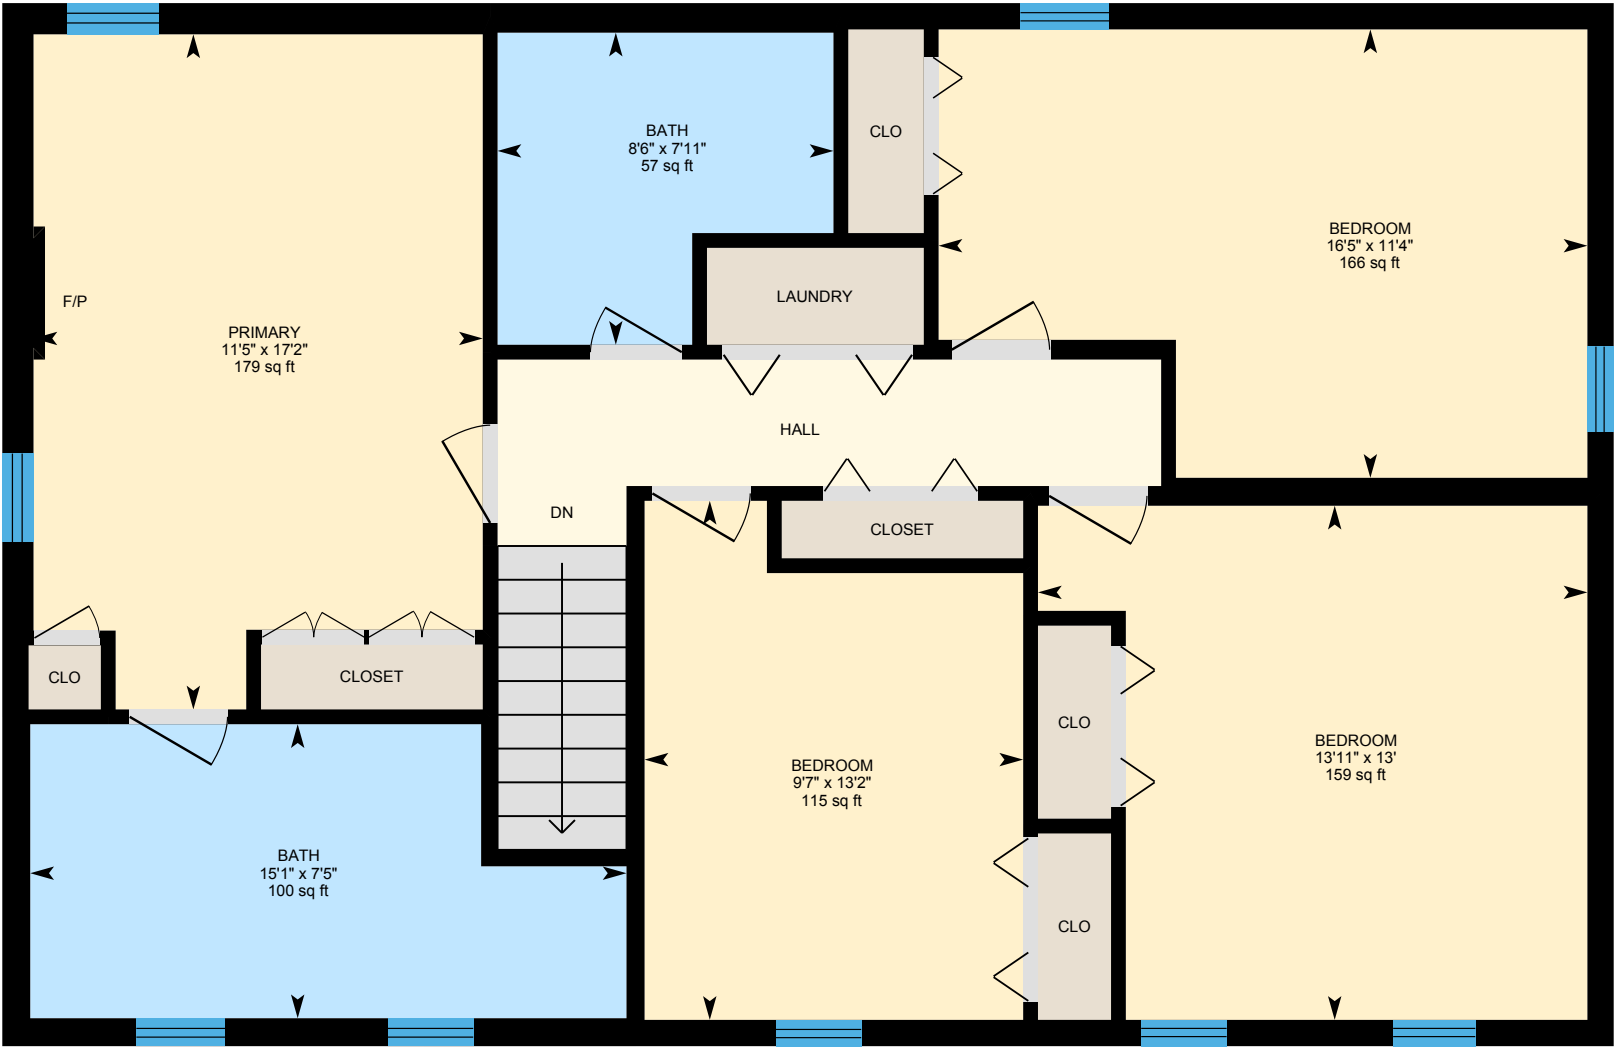 BATH
8'6" x 7'11"
57 sq ft
CLO
BEDROOM
16'5" x 11'4"
166 sq ft
F/P
PRIMARY
11'5" x 17'2"
179 sq ft
LAUNDRY
HALL
DN
CLOSET
CLO
CLOSET
CLO
BEDROOM
13'11" x 13'
159 sq ft
BEDROOM
9'7" x 13'2"
115 sq ft
BATH
15'1" x 7'5"
100 sq ft
CLO